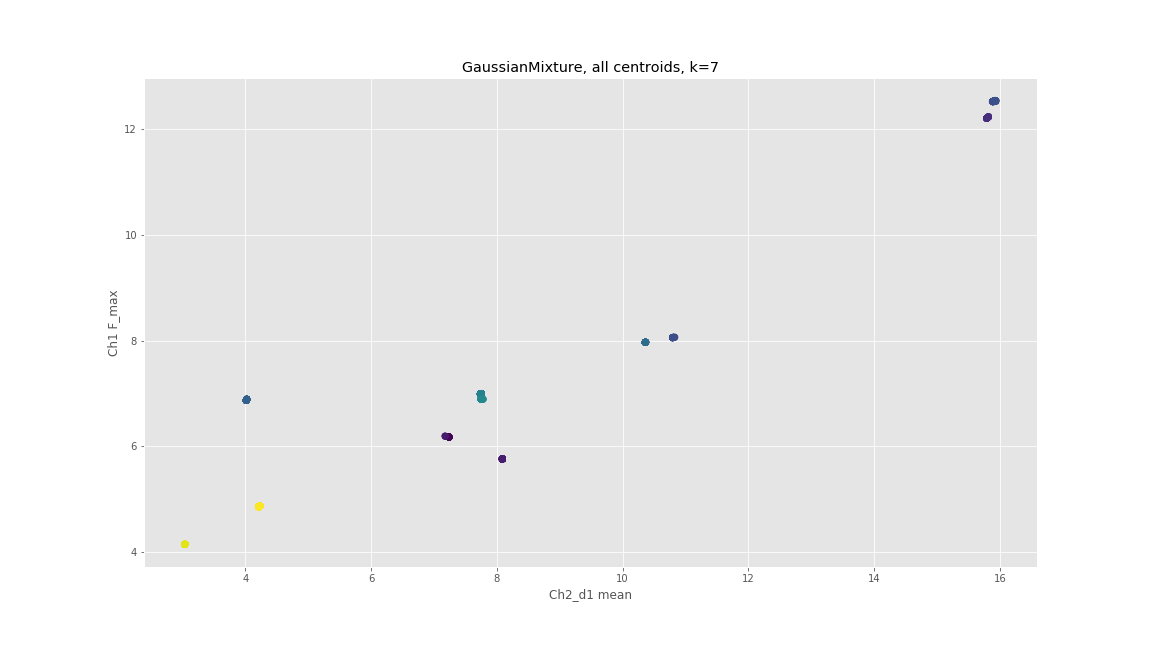 GaussianMixture, all centroids, k=7
12
10
8
6
4
Ch1 F_max
4 6 8 10 12 14 16
Ch2_d1 mean